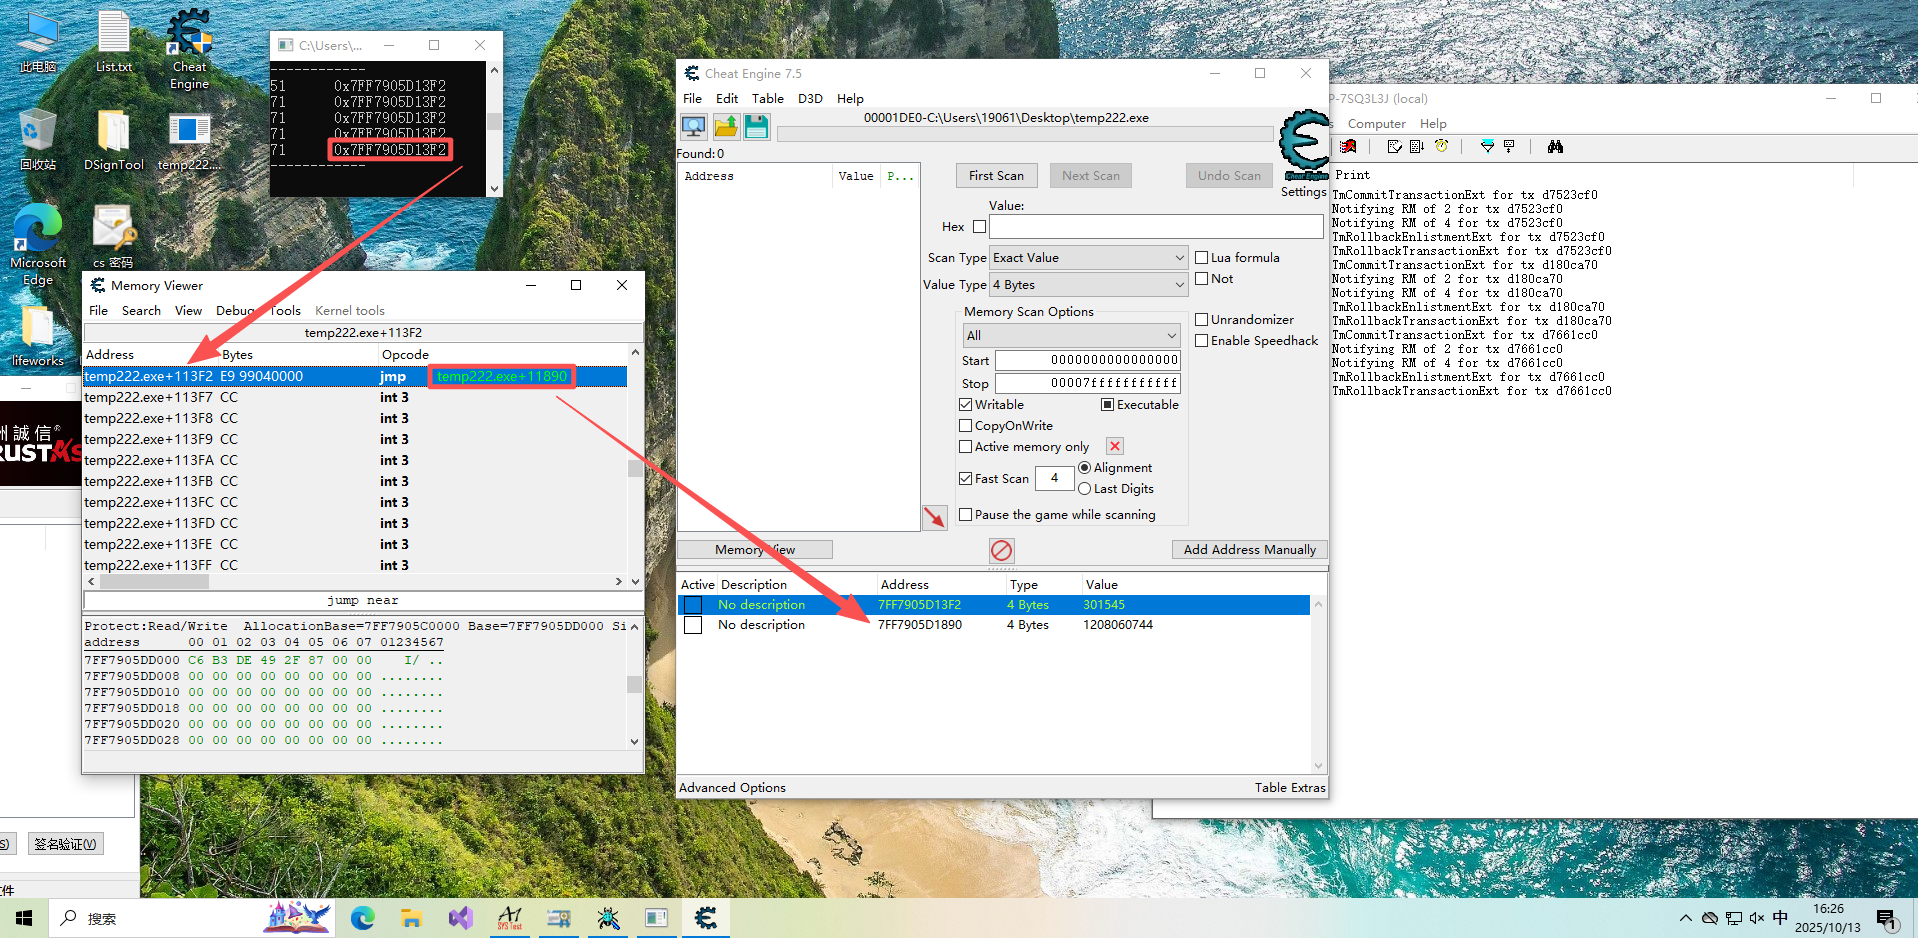 此电脑
List.txt
Cheat
Engine
回收站
DSignTool
temp222....
Microsoft
Edge
cs 密码
lifeworks
C:\Users\...
------------
51 0x7FF7905D13F2
71 0x7FF7905D13F2
71 0x7FF7905D13F2
71 0x7FF7905D13F2
71 0x7FF7905D13F2
------------
Memory Viewer
File Search View Debug Tools Kernel tools
temp222.exe+113F2
Address Bytes Opcode
temp222.exe+113F2 E9 99040000 jmp temp222.exe+11890
temp222.exe+113F7 CC int 3
temp222.exe+113F8 CC int 3
temp222.exe+113F9 CC int 3
temp222.exe+113FA CC int 3
temp222.exe+113FB CC int 3
temp222.exe+113FC CC int 3
temp222.exe+113FD CC int 3
temp222.exe+113FE CC int 3
temp222.exe+113FF CC int 3
jump near
Protect:Read/Write AllocationBase=7FF7905C0000 Base=7FF7905DD000 Si
address 00 01 02 03 04 05 06 07 01234567
7FF7905DD000 C6 B3 DE 49 2F 87 00 00 I/ ..
7FF7905DD008 00 00 00 00 00 00 00 00 ........
7FF7905DD010 00 00 00 00 00 00 00 00 ........
7FF7905DD018 00 00 00 00 00 00 00 00 ........
7FF7905DD020 00 00 00 00 00 00 00 00 ........
7FF7905DD028 00 00 00 00 00 00 00 00 ........
洲誠信®
RUSTAs
S)
签名验证(V)
文件
Cheat Engine 7.5
File Edit Table D3D Help
00001DE0-C:\Users\19061\Desktop\temp222.exe
Found:0
Address Value P...
First Scan Next Scan Undo Scan
Cheat Engine
Settings
Value:
Hex
Scan Type Exact Value Lua formula
Value Type 4 Bytes Not
Memory Scan Options
All
Unrandomizer
Enable Speedhack
Start 0000000000000000
Stop 00007fffffffffff
Writable Executable
CopyOnWrite
Active memory only
Fast Scan 4 Alignment
Last Digits
Pause the game while scanning
Memory View Add Address Manually
Active Description Address Type Value
No description 7FF7905D13F2 4 Bytes 301545
No description 7FF7905D1890 4 Bytes 1208060744
Advanced Options Table Extras
P-7SQ3L3J (local)
s Computer Help
Print
TmCommitTransactionExt for tx d7523cf0
Notifying RM of 2 for tx d7523cf0
Notifying RM of 4 for tx d7523cf0
TmRollbackEnlistmentExt for tx d7523cf0
TmRollbackTransactionExt for tx d7523cf0
TmCommitTransactionExt for tx d180ca70
Notifying RM of 2 for tx d180ca70
Notifying RM of 4 for tx d180ca70
TmRollbackEnlistmentExt for tx d180ca70
TmRollbackTransactionExt for tx d180ca70
TmCommitTransactionExt for tx d7661cc0
Notifying RM of 2 for tx d7661cc0
Notifying RM of 4 for tx d7661cc0
TmRollbackEnlistmentExt for tx d7661cc0
TmRollbackTransactionExt for tx d7661cc0
搜索
A1
SYS Test
中
16:26
2025/10/13
1